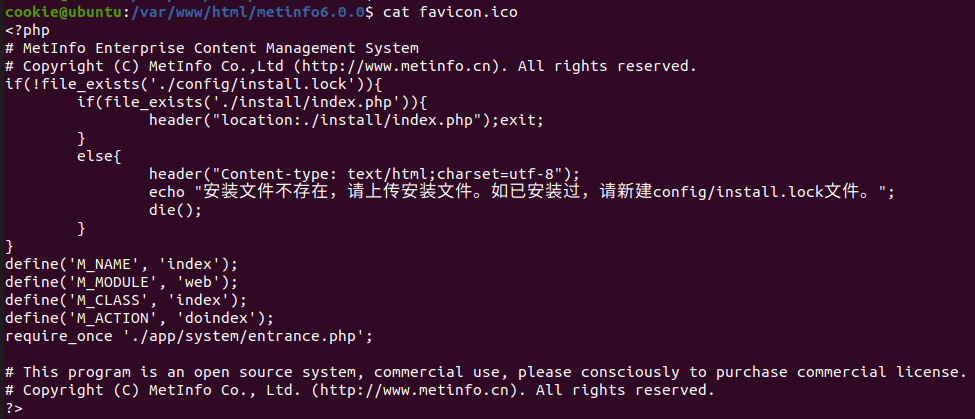 cookie@ubuntu:/var/www/html/metinfo6.0.0$ cat favicon.ico
<?php
# MetInfo Enterprise Content Management System
# Copyright (C) MetInfo Co.,Ltd (http://www.metinfo.cn). All rights reserved.
if(!file_exists('./config/install.lock')){
        if(file_exists('./install/index.php')){
                header("location:./install/index.php");exit;
        }
        else{
                header("Content-type: text/html;charset=utf-8");
                echo "安装文件不存在，请上传安装文件。如已安装过，请新建config/install.lock文件。";
                die();
        }
}
define('M_NAME', 'index');
define('M_MODULE', 'web');
define('M_CLASS', 'index');
define('M_ACTION', 'doindex');
require_once './app/system/entrance.php';

# This program is an open source system, commercial use, please consciously to purchase commercial license.
# Copyright (C) MetInfo Co., Ltd. (http://www.metinfo.cn). All rights reserved.
?>